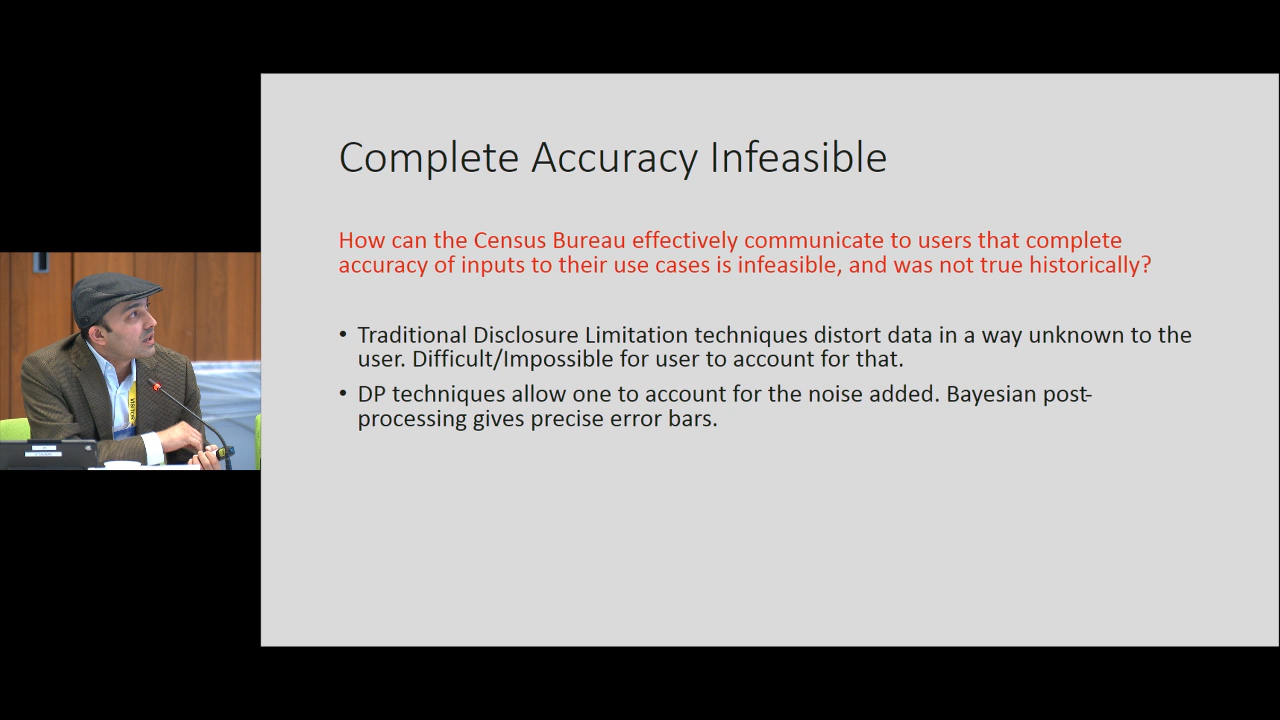 Complete Accuracy Infeasible
How can the Census Bureau effectively communicate to users that complete
accuracy of inputs to their use cases is infeasible, and was not true historically?
• Traditional Disclosure Limitation techniques distort data in a way unknown to the
user. Difficult/Impossible for user to account for that.
• DP techniques allow one to account for the noise added. Bayesian post-
processing gives precise error bars.